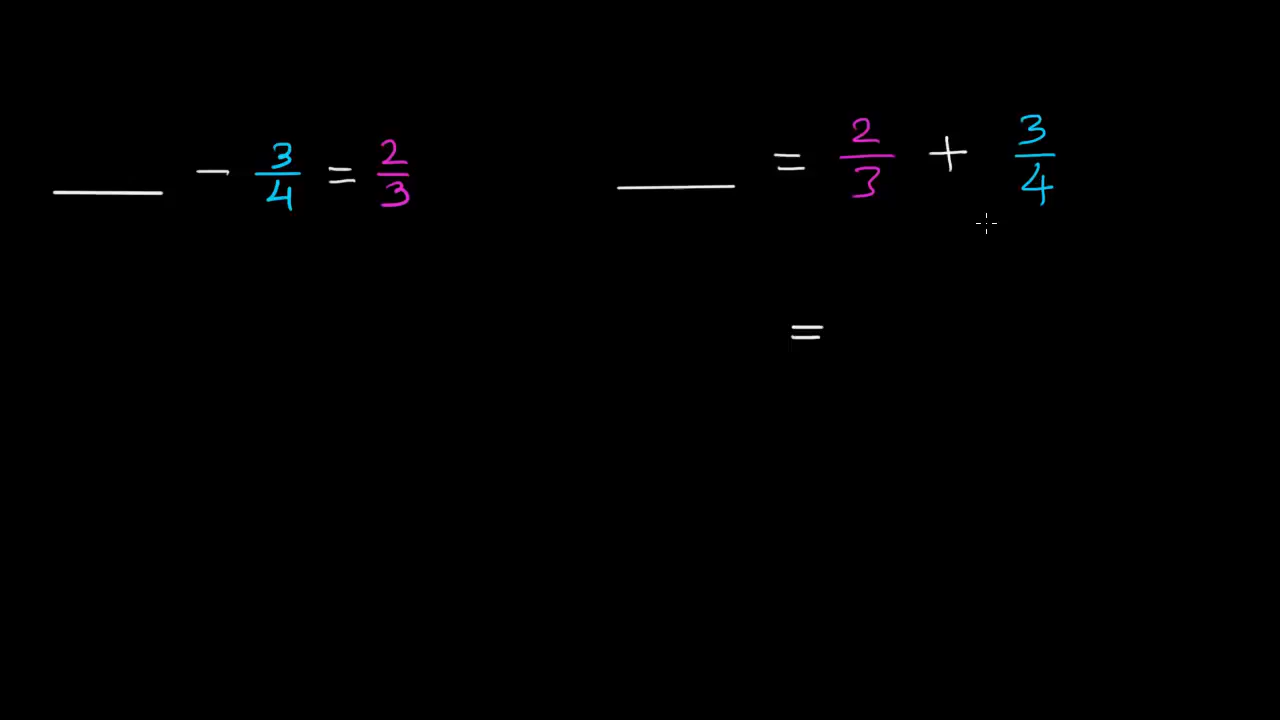 ___ - 3/4 = 2/3
___ = 2/3 + 3/4
=